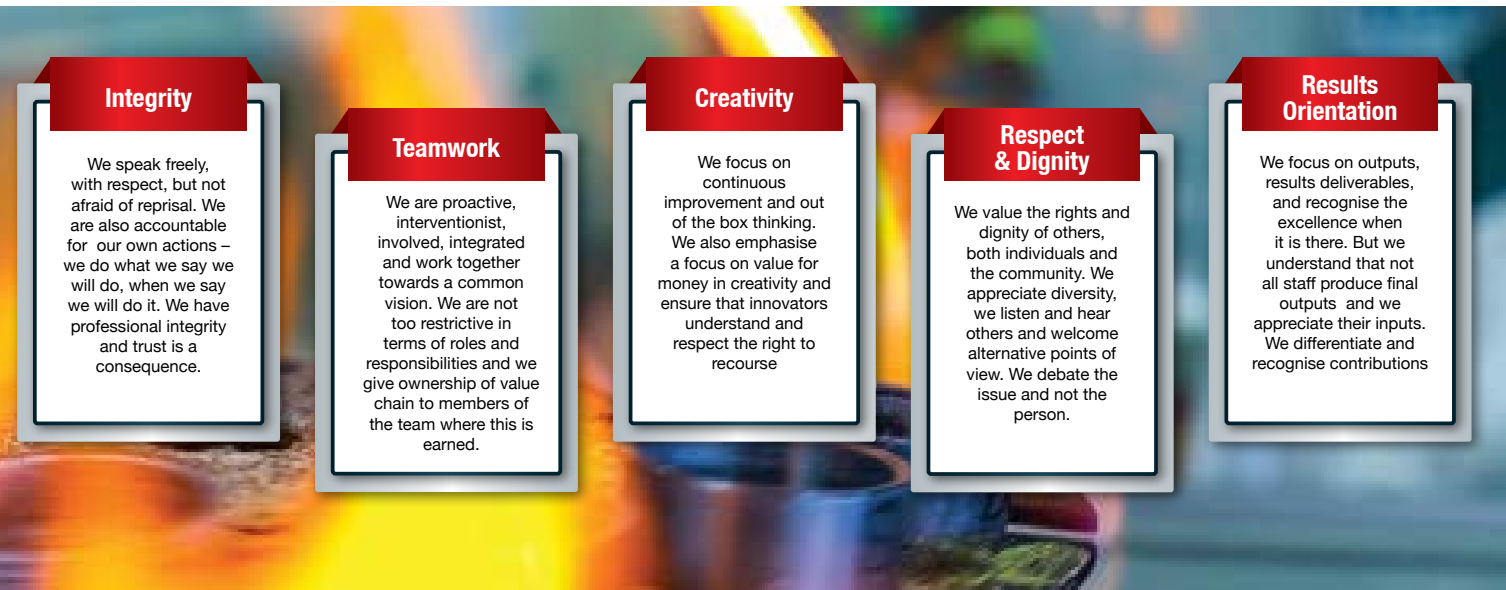 Integrity
We speak freely,
with respect, but not
afraid of reprisal. We
are also accountable
for our own actions –
we do what we say we
will do, when we say
we will do it. We have
professional integrity
and trust is a
consequence.
Teamwork
We are proactive,
interventionist,
involved, integrated
and work together
towards a common
vision. We are not
too restrictive in
terms of roles and
responsibilities and we
give ownership of value
chain to members of
the team where this is
earned.
Creativity
We focus on
continuous
improvement and out
of the box thinking.
We also emphasise
a focus on value for
money in creativity and
ensure that innovators
understand and
respect the right to
recourse
Respect
& Dignity
We value the rights and
dignity of others,
both individuals and
the community. We
appreciate diversity,
we listen and hear
others and welcome
alternative points of
view. We debate the
issue and not the
person.
Results
Orientation
We focus on outputs,
results deliverables,
and recognise the
excellence when
it is there. But we
understand that not
all staff produce final
outputs and we
appreciate their inputs.
We differentiate and
recognise contributions